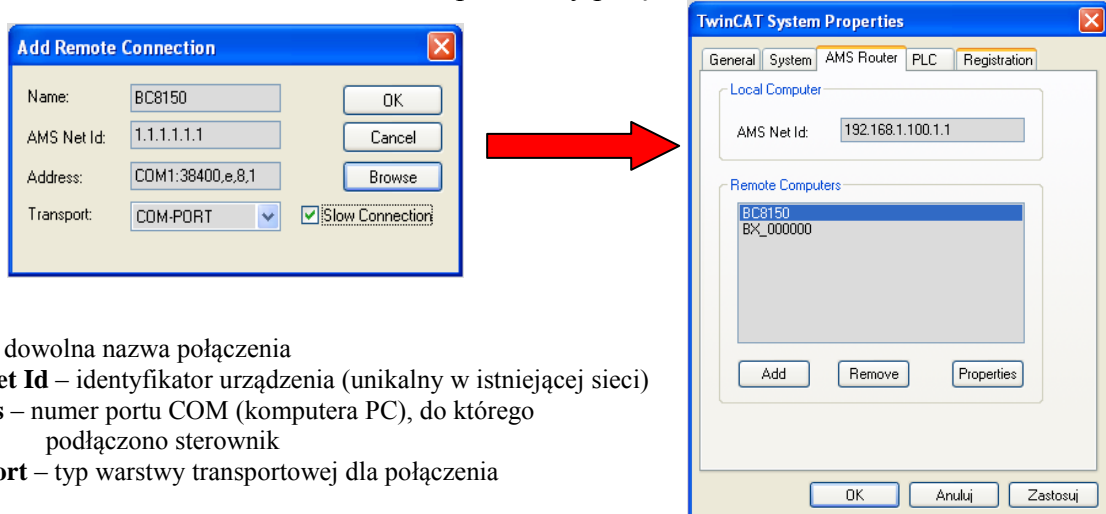 Add Remote Connection
Name:
BC8150
OK
AMS Net Id:
1.1.1.1.1.1
Cancel
Address:
COM1:38400,e,8,1
Browse
Transport:
COM-PORT
Slow Connection
TwinCAT System Properties
General System AMS Router PLC Registration
Local Computer
AMS Net Id:
192.168.1.100.1.1
Remote Computers
BC8150
BX_000000
Add Remove Properties
OK Anuluj Zastosuj
dowolna nazwa połączenia
et Id – identyfikator urządzenia (unikalny w istniejącej sieci)
s – numer portu COM (komputera PC), do którego
podłączono sterownik
ort – typ warstwy transportowej dla połączenia